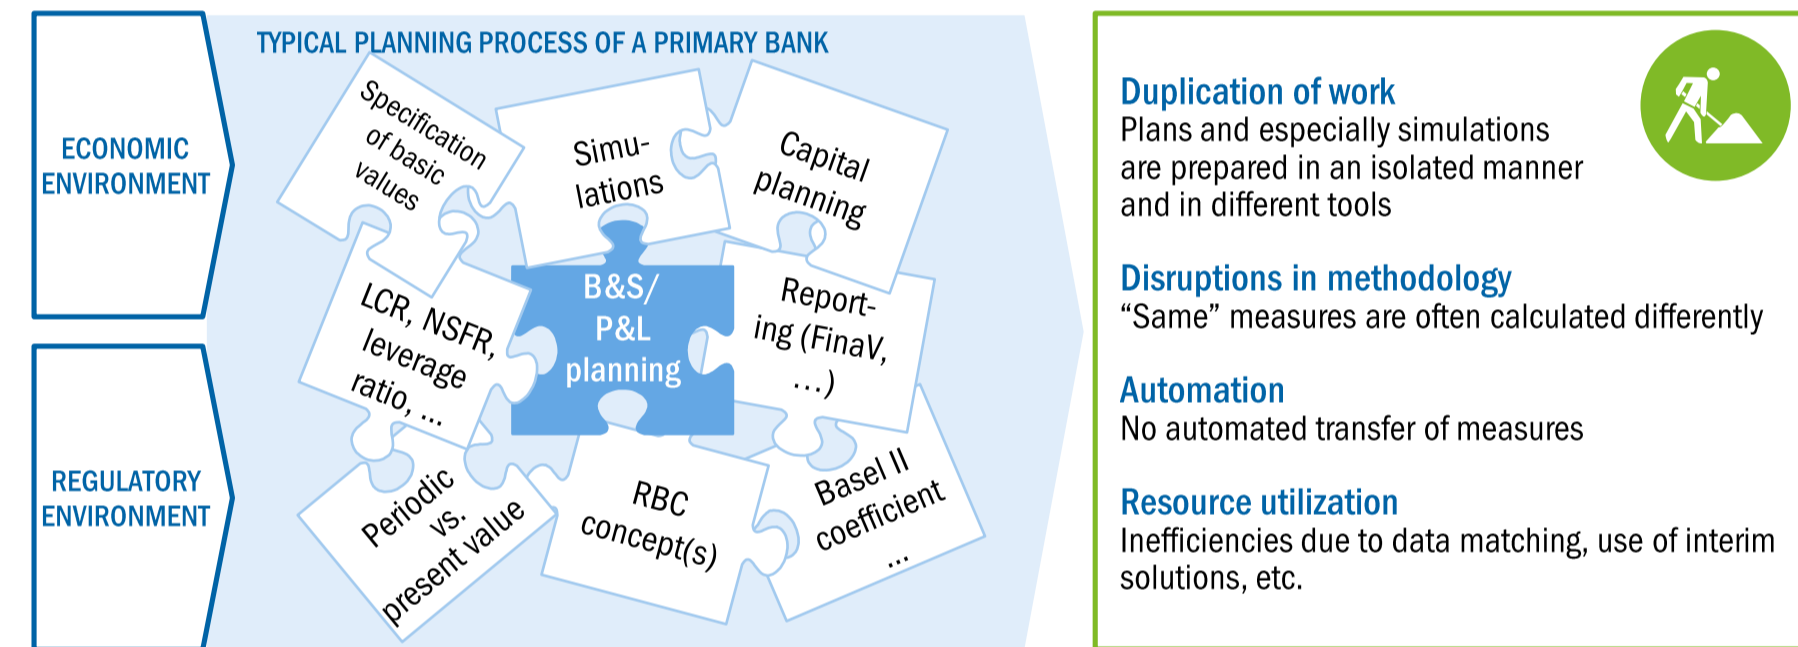 TYPICAL PLANNING PROCESS OF A PRIMARY BANK
ECONOMIC
ENVIRONMENT
REGULATORY
ENVIRONMENT
Specification
of basic
values
Simu-
lations
Capital
planning
LCR, NSFR,
leverage
ratio, ...
B&S/
P&L
planning
Report-
ing (FinaV,
...)
Periodic
vs.
present value
RBC
concept(s)
Basel II
coefficient
...
Duplication of work
Plans and especially simulations
are prepared in an isolated manner
and in different tools
Disruptions in methodology
“Same” measures are often calculated differently
Automation
No automated transfer of measures
Resource utilization
Inefficiencies due to data matching, use of interim
solutions, etc.